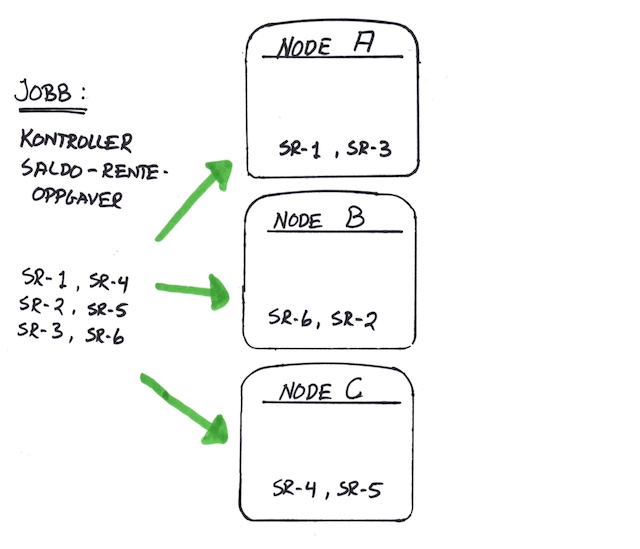 JOBB :
KONTROLLER
SALDO-RENTE-
OPPGAVER
SR-1, SR-4
SR-2, SR-5
SR-3, SR-6
NODE A
SR-1, SR-3
NODE B
SR-6, SR-2
NODE C
SR-4, SR-5